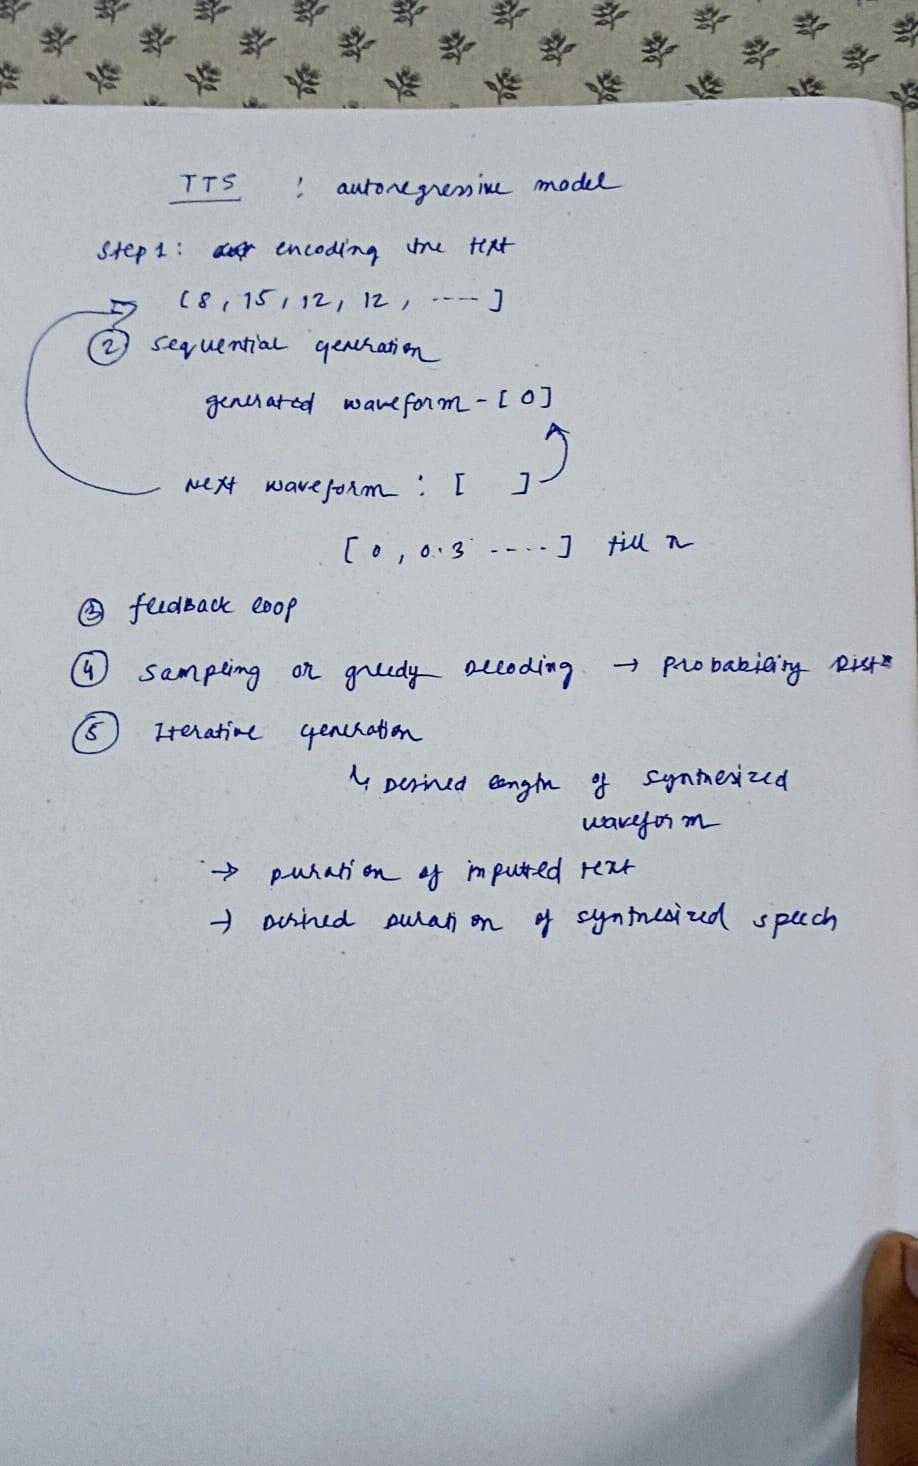 TTS : autoregressive model
Step 1: encoding the text
[8, 15, 12, 12, ----]
② sequential generation
generated waveform - [0]
Next waveform : [ ]
[0, 0.3 ----] till n
③ feedback loop
④ sampling or greedy decoding → Probability Dist
⑤ Iterative generation
↳ Desired length of synthesized
waveform
→ Duration of inputted text
→ Desired duration of synthesized speech